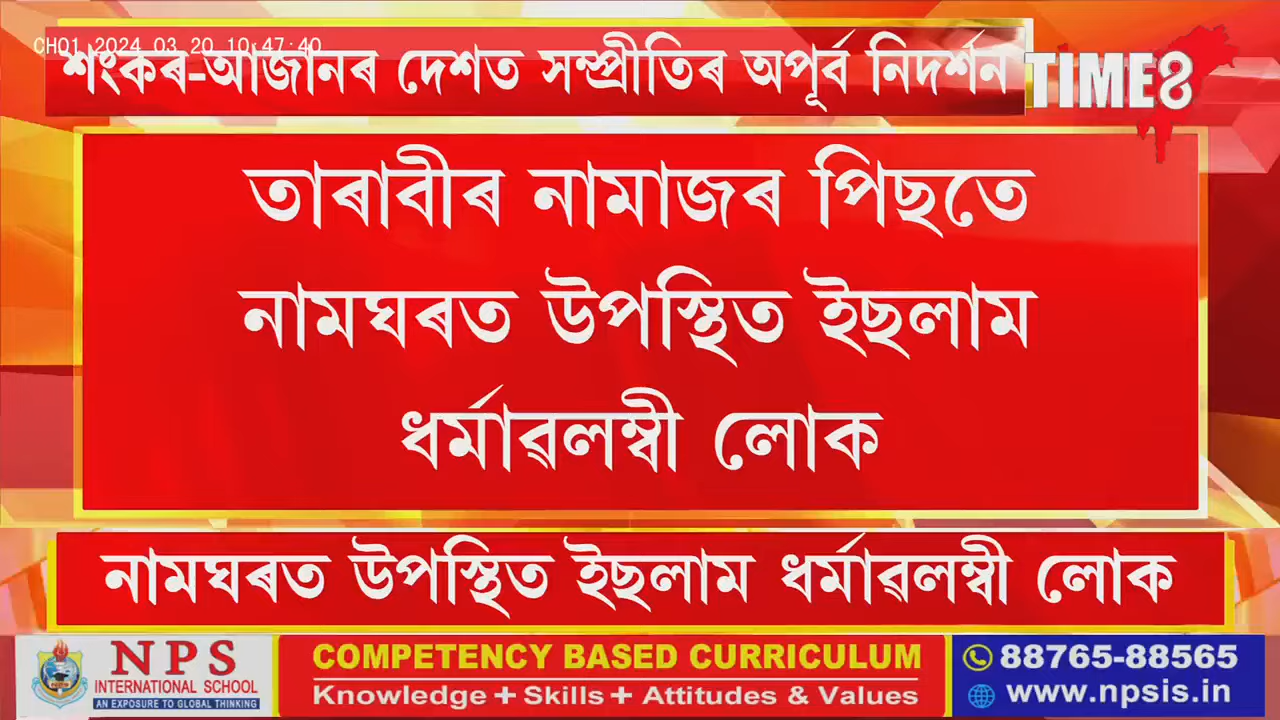 CH01 2024 03 20 10:47:40
শংকৰ-আজানৰ দেশত সম্প্ৰীতিৰ অপূৰ্ব নিদৰ্শন
TIME8
তাৰাবীৰ নামাজৰ পিছতে
নামঘৰত উপস্থিত ইছলাম
ধৰ্মাৱলম্বী লোক
নামঘৰত উপস্থিত ইছলাম ধৰ্মাৱলম্বী লোক
NPS
INTERNATIONAL SCHOOL
AN EXPOSURE TO GLOBAL THINKING
COMPETENCY BASED CURRICULUM
Knowledge + Skills + Attitudes & Values
88765-88565
www.npsis.in